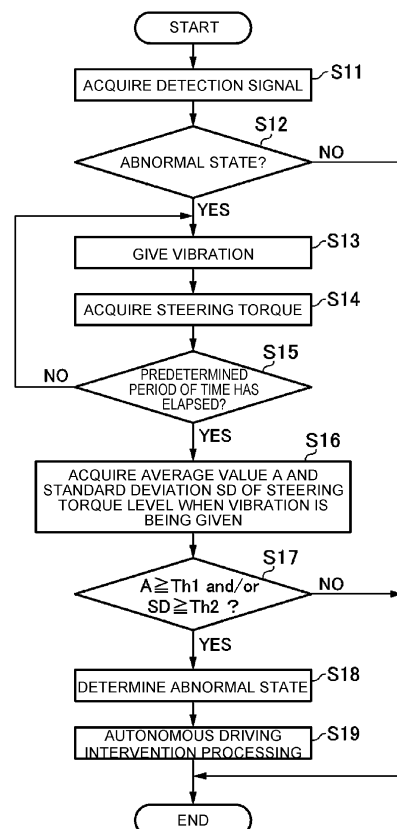 START
S11
ACQUIRE DETECTION SIGNAL
S12
ABNORMAL STATE?
NO
YES
S13
GIVE VIBRATION
S14
ACQUIRE STEERING TORQUE
S15
PREDETERMINED
PERIOD OF TIME HAS
ELAPSED?
NO
YES
S16
ACQUIRE AVERAGE VALUE A AND
STANDARD DEVIATION SD OF STEERING
TORQUE LEVEL WHEN VIBRATION IS
BEING GIVEN
S17
A≧Th1 and/or
SD≧Th2 ?
NO
YES
S18
DETERMINE ABNORMAL STATE
S19
AUTONOMOUS DRIVING
INTERVENTION PROCESSING
END